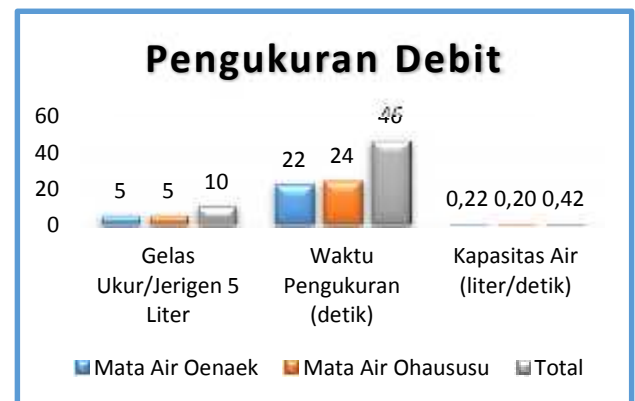 Pengukuran Debit
60
40
20
0
5 5 10
22 24 46
0,22 0,20 0,42
Gelas
Ukur/Jerigen 5
Liter
Waktu
Pengukuran
(detik)
Kapasitas Air
(liter/detik)
Mata Air Oenaek Mata Air Ohaususu Total